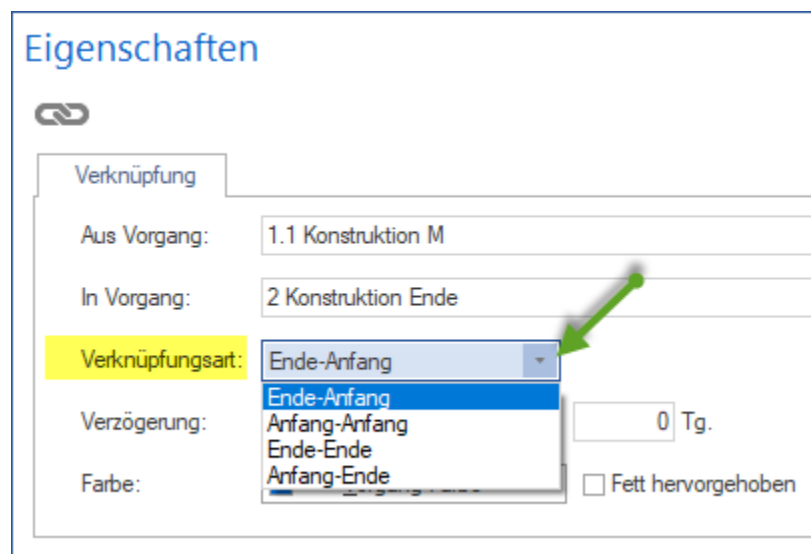 Eigenschaften
Verknüpfung
Aus Vorgang: 1.1 Konstruktion M
In Vorgang: 2 Konstruktion Ende
Verknüpfungsart: Ende-Anfang
Ende-Anfang
Anfang-Anfang
Verzögerung: 0 Tg.
Ende-Ende
Anfang-Ende
Farbe: Fett hervorgehoben